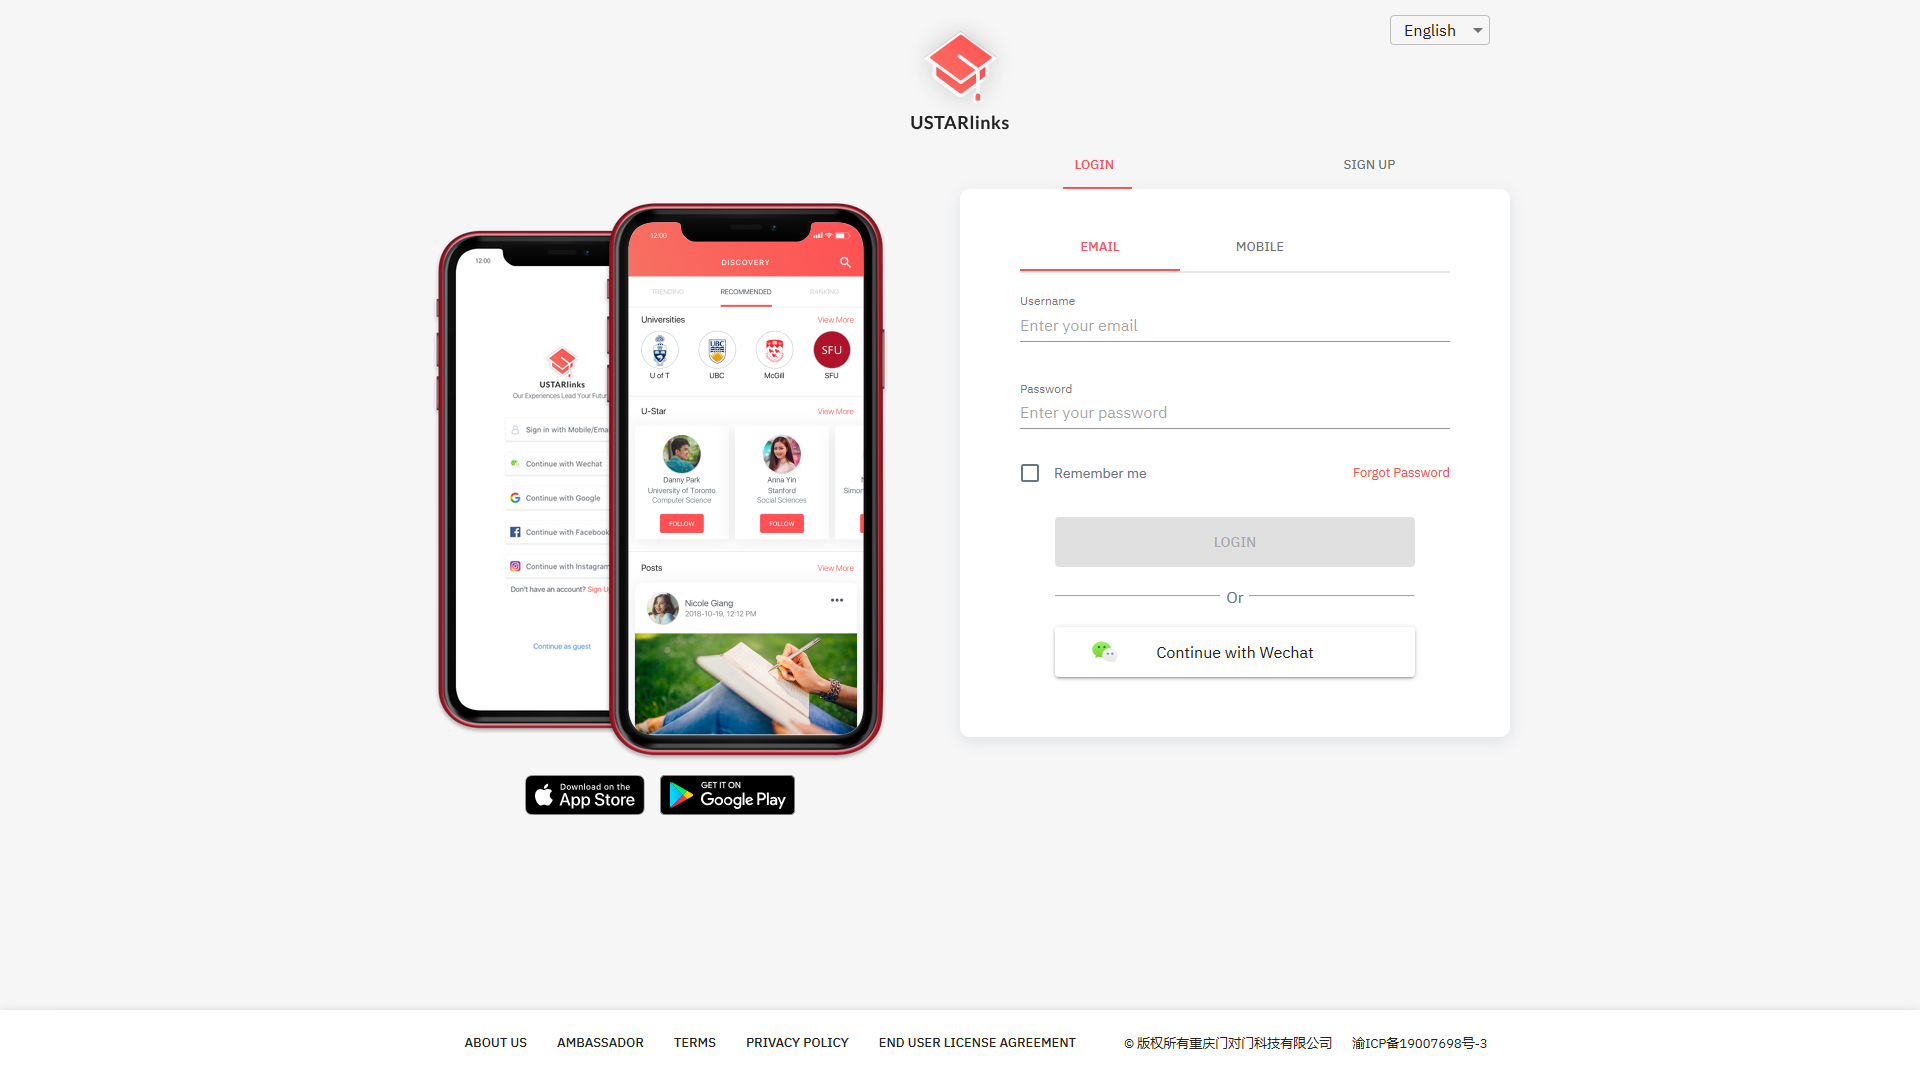 English
USTARlinks
LOGIN
SIGN UP
EMAIL
MOBILE
Username
Enter your email
Password
Enter your password
Remember me
Forgot Password
LOGIN
Or
Continue with Wechat
12:00
USTARlinks
Our Experiences Lead Your Futur
Sign in with Mobile/Ema
Continue with Wechat
Continue with Google
Continue with Facebook
Continue with Instagram
Don't have an account? Sign U
Continue as guest
12:00
DISCOVERY
TRENDING
RECOMMENDED
RANKING
Universities
View More
UBC
SFU
U of T
UBC
McGill
SFU
U-Star
View More
Danny Park
University of Toronto
Computer Science
FOLLOW
Anna Yin
Stanford
Social Sciences
FOLLOW
Simon
Posts
View More
Nicole Giang
2018-10-19, 12:12 PM
Download on the
App Store
GET IT ON
Google Play
ABOUT US
AMBASSADOR
TERMS
PRIVACY POLICY
END USER LICENSE AGREEMENT
© 版权所有重庆门对门科技有限公司
渝ICP备19007698号-3